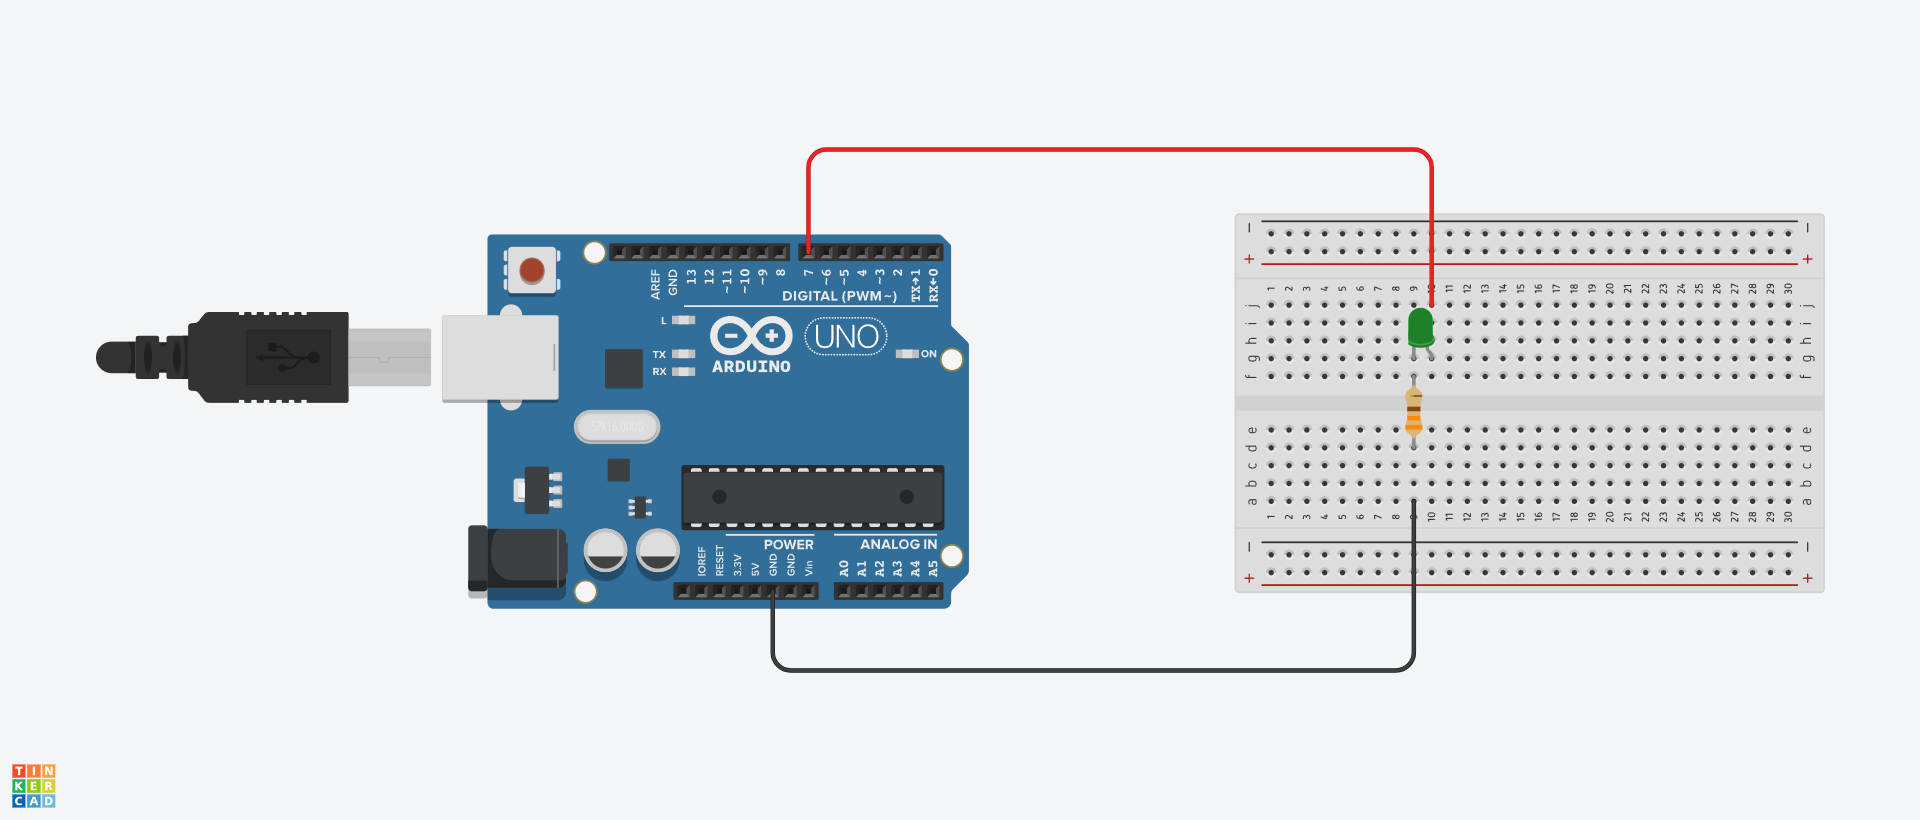 − −
+ +
1 2 3 4 5 6 7 8 9 10 11 12 13 14 15 16 17 18 19 20 21 22 23 24 25 26 27 28 29 30
j j
i i
h h
g g
f f
e e
d d
c c
b b
a a
1 2 3 4 5 6 7 8 9 10 11 12 13 14 15 16 17 18 19 20 21 22 23 24 25 26 27 28 29 30
− −
+ +
AREF GND 13 12 ~11 ~10 ~9 8 7 ~6 ~5 4 ~3 2 TX→1 RX←0
DIGITAL (PWM~)
L
UNO
TX
RX
ON
ARDUINO
SPK16.000G
POWER
ANALOG IN
IOREF RESET 3.3V 5V GND GND Vin A0 A1 A2 A3 A4 A5
TIN
KER
CAD